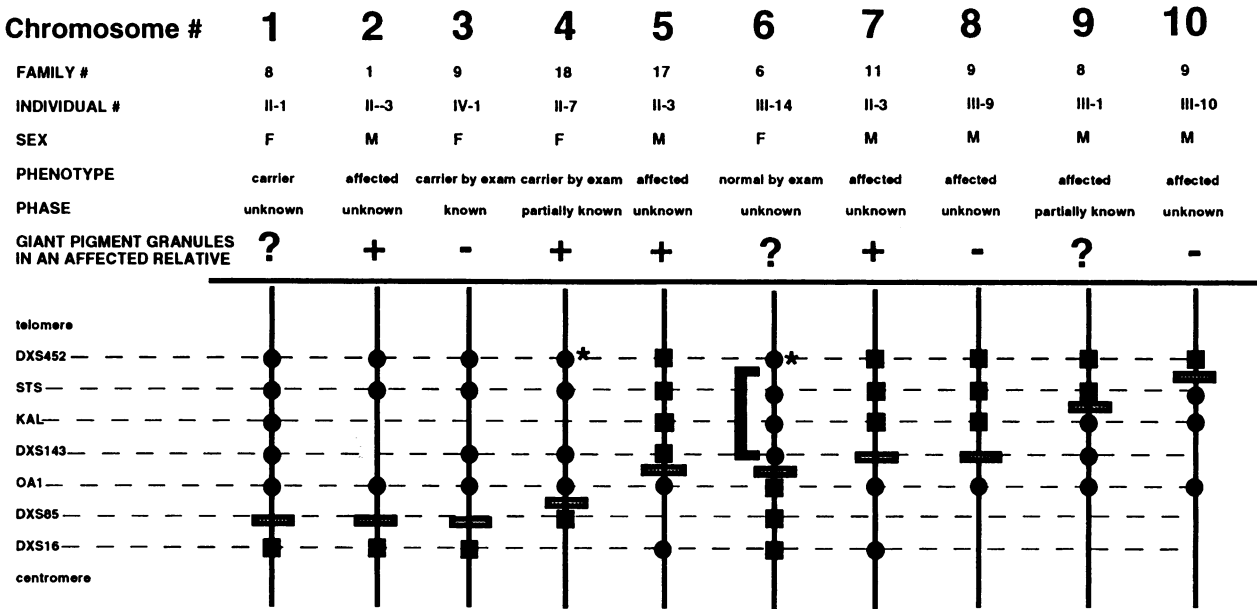 Chromosome # 1 2 3 4 5 6 7 8 9 10
FAMILY # 8 1 9 18 17 6 11 9 8 9
INDIVIDUAL # II-1 II--3 IV-1 II-7 II-3 III-14 II-3 III-9 III-1 III-10
SEX F M F F M F M M M M
PHENOTYPE carrier affected carrier by exam carrier by exam affected normal by exam affected affected affected affected
PHASE unknown unknown known partially known unknown unknown unknown unknown partially known unknown
GIANT PIGMENT GRANULES
IN AN AFFECTED RELATIVE ? + - + + ? + - ? -
telomere
DXS452 * *
STS
KAL
DXS143
OA1
DXS85
DXS16
centromere